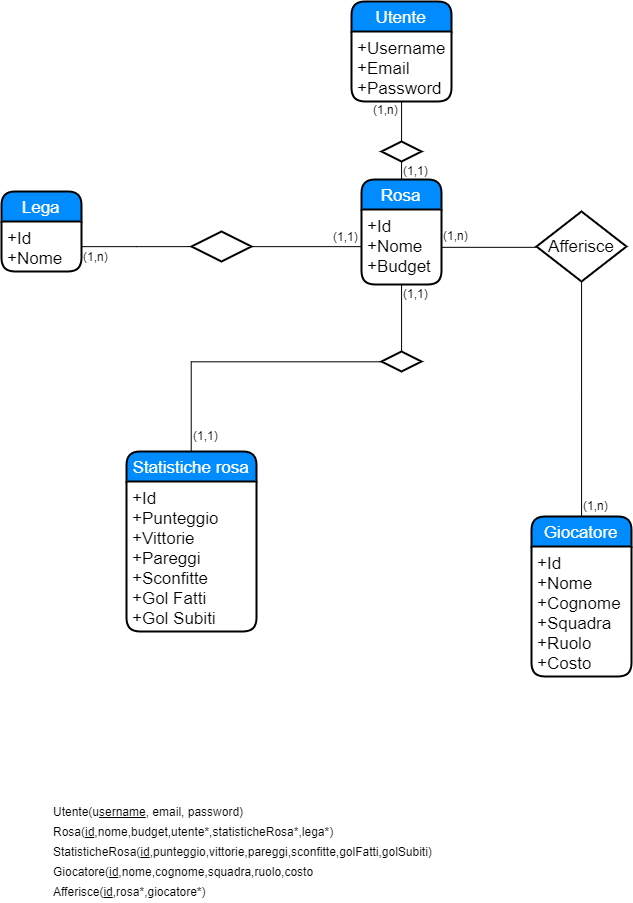 Utente
+Username
+Email
+Password
(1,n)
(1,1)
Lega
+Id
+Nome
(1,n)
(1,1)
Rosa
+Id
+Nome
+Budget
(1,n)
Afferisce
(1,1)
(1,1)
Statistiche rosa
+Id
+Punteggio
+Vittorie
+Pareggi
+Sconfitte
+Gol Fatti
+Gol Subiti
(1,n)
Giocatore
+Id
+Nome
+Cognome
+Squadra
+Ruolo
+Costo
Utente(username, email, password)
Rosa(id,nome,budget,utente*,statisticheRosa*,lega*)
StatisticheRosa(id,punteggio,vittorie,pareggi,sconfitte,golFatti,golSubiti)
Giocatore(id,nome,cognome,squadra,ruolo,costo
Afferisce(id,rosa*,giocatore*)